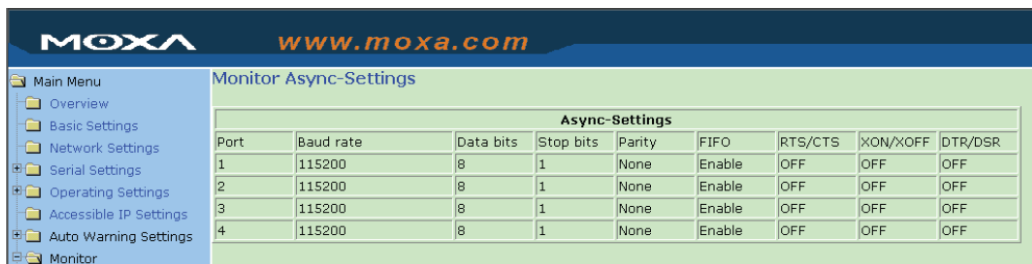 MOXA www.moxa.com
Main Menu
Overview
Basic Settings
Network Settings
Serial Settings
Operating Settings
Accessible IP Settings
Auto Warning Settings
Monitor
Monitor Async-Settings
Async-Settings
Port Baud rate Data bits Stop bits Parity FIFO RTS/CTS XON/XOFF DTR/DSR
1 115200 8 1 None Enable OFF OFF OFF
2 115200 8 1 None Enable OFF OFF OFF
3 115200 8 1 None Enable OFF OFF OFF
4 115200 8 1 None Enable OFF OFF OFF